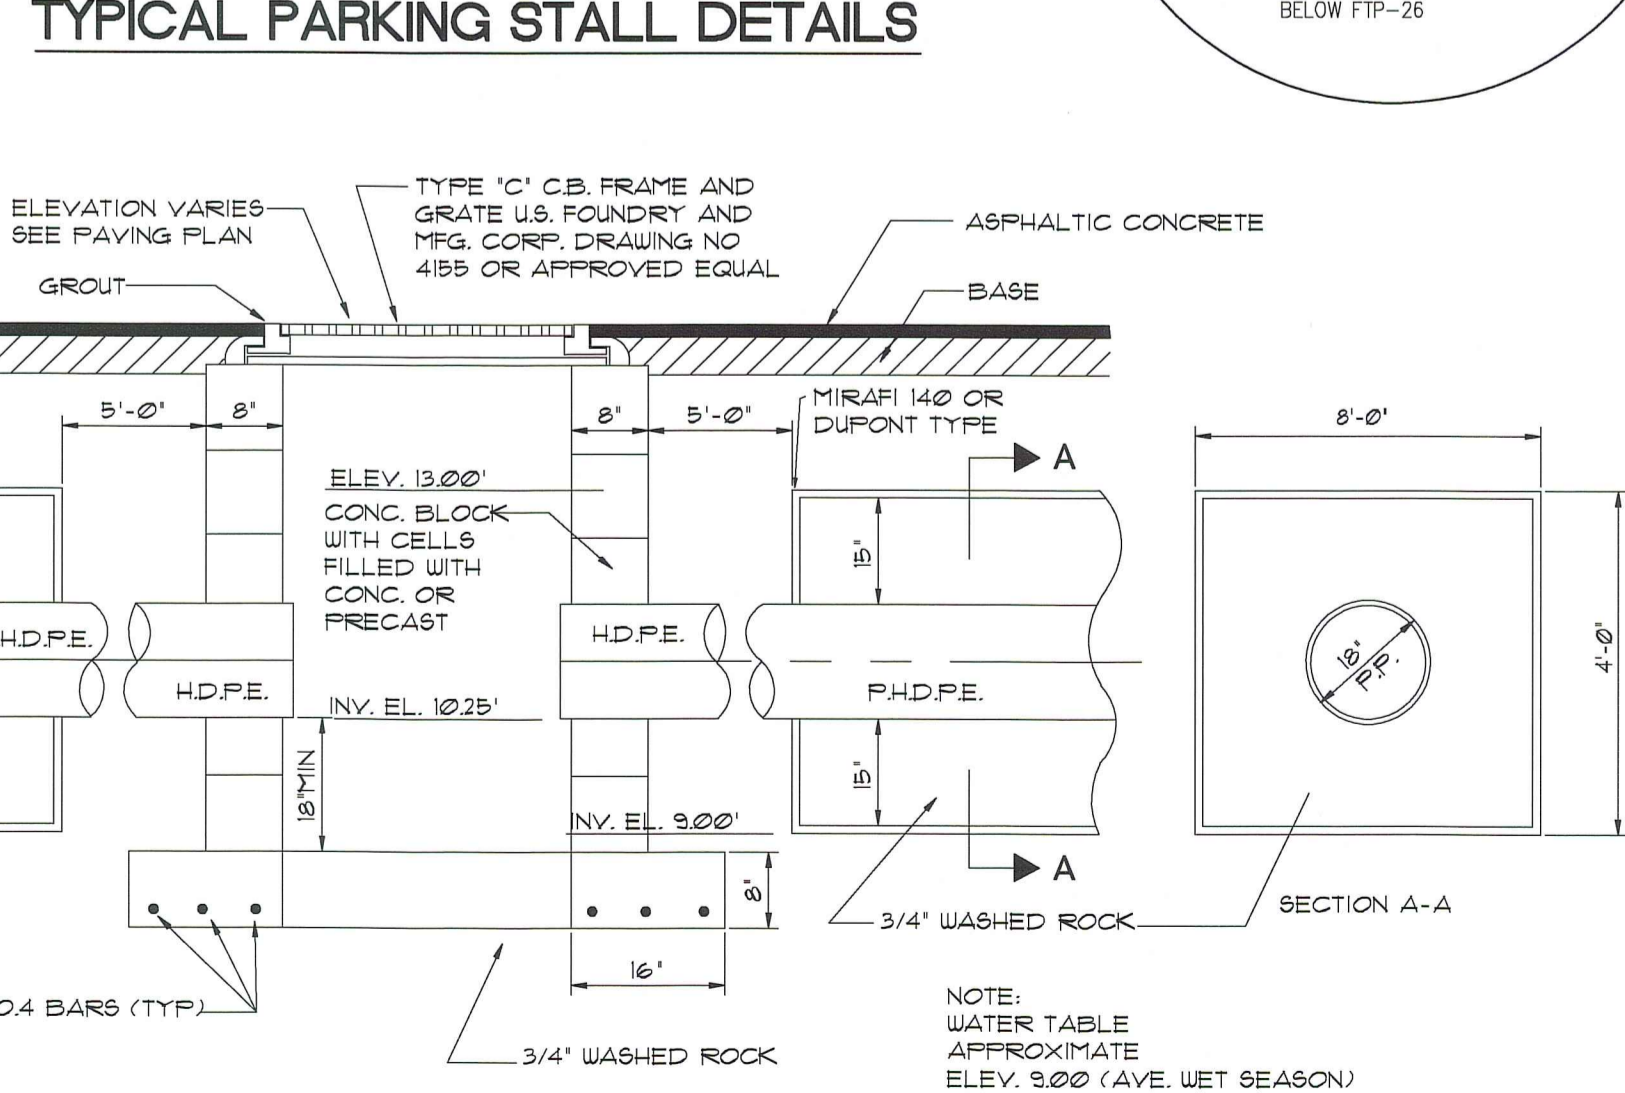 TYPICAL PARKING STALL DETAILS
BELOW FTP-26
ELEVATION VARIES
SEE PAVING PLAN
GROUT
TYPE "C" C.B. FRAME AND
GRATE U.S. FOUNDRY AND
MFG. CORP. DRAWING NO
4155 OR APPROVED EQUAL
ASPHALTIC CONCRETE
BASE
5'-0"
8"
8"
5'-0"
MIRAFI 140 OR
DUPONT TYPE
A
8'-0"
ELEV. 13.00'
CONC. BLOCK
WITH CELLS
FILLED WITH
CONC. OR
PRECAST
15"
H.D.P.E.
H.D.P.E.
H.D.P.E.
P.H.D.P.E.
18"
P.P.
4'-0"
INV. EL. 10.25'
18"MIN
15"
INV. EL. 9.00'
8"
A
3/4" WASHED ROCK
SECTION A-A
16"
O.4 BARS (TYP)
3/4" WASHED ROCK
NOTE:
WATER TABLE
APPROXIMATE
ELEV. 9.00 (AVE. WET SEASON)